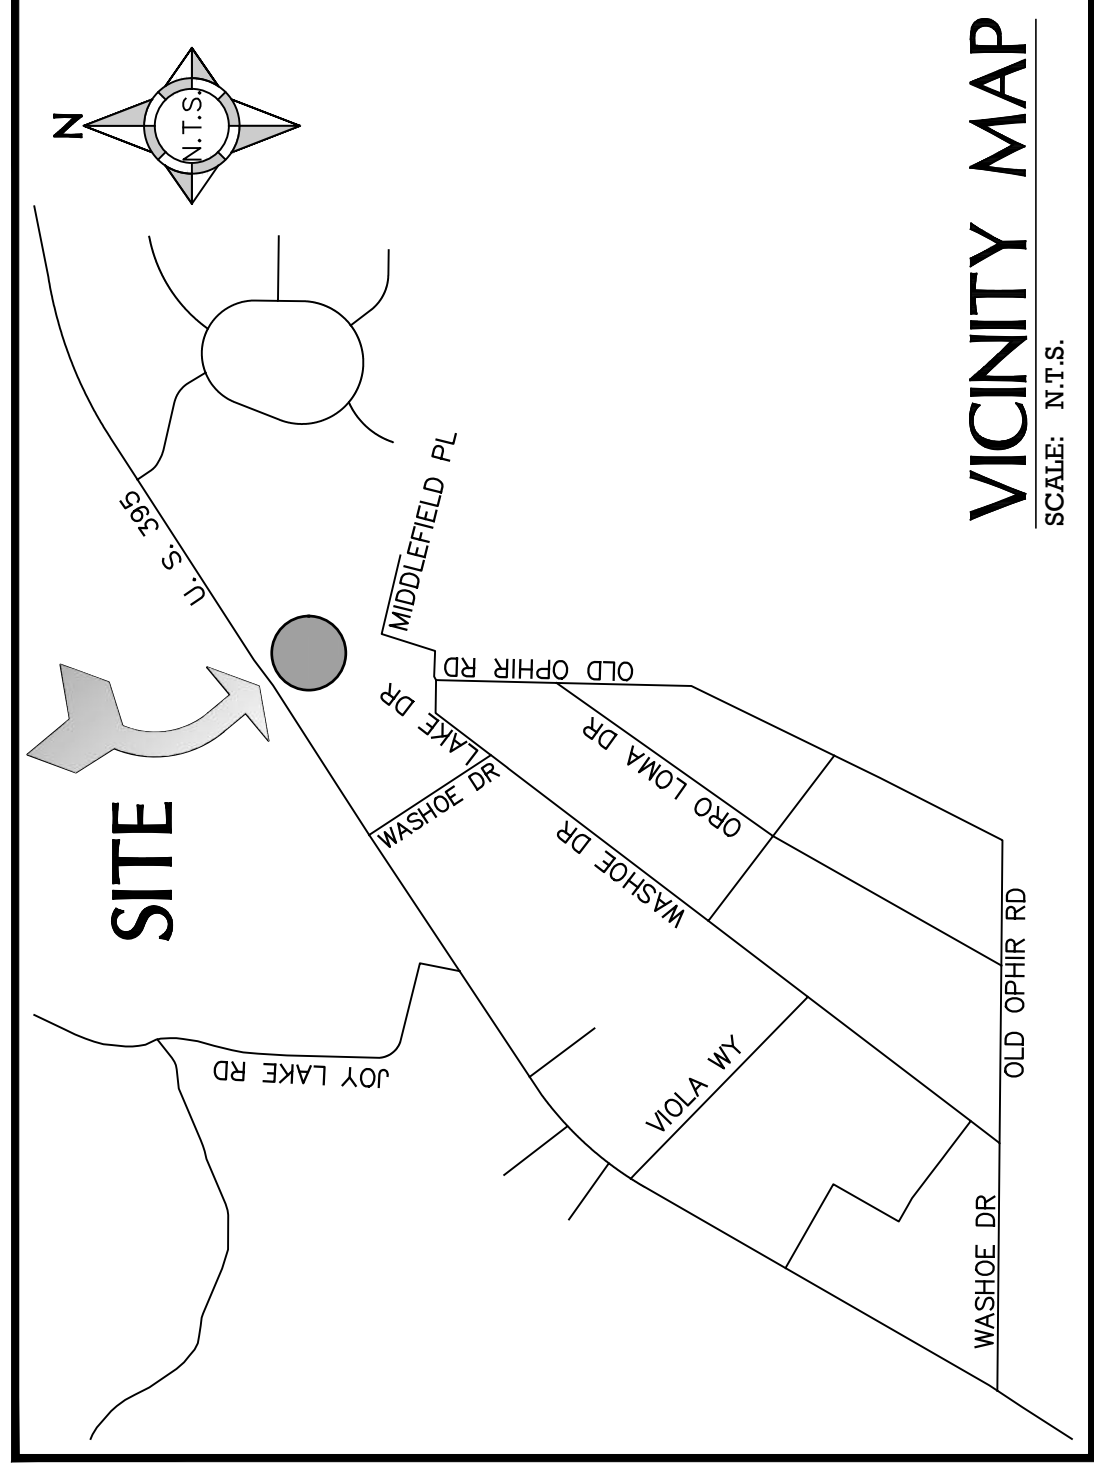 N
N.T.S.
U. S. 395
SITE
MIDDLEFIELD PL
OLD OPHIR RD
LAKE DR
WASHOE DR
ORO LOMA DR
WASHOE DR
JOY LAKE RD
VIOLA WY
OLD OPHIR RD
WASHOE DR
VICINITY MAP
SCALE: N.T.S.